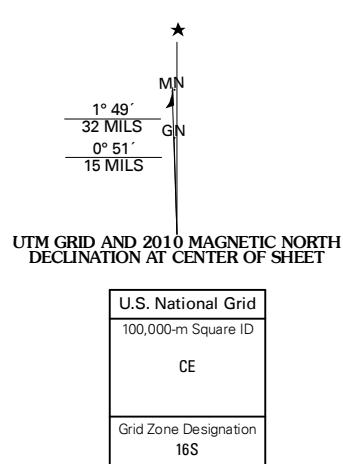 MN
1° 49´
32 MILS
GN
0° 51´
15 MILS
UTM GRID AND 2010 MAGNETIC NORTH
DECLINATION AT CENTER OF SHEET
U.S. National Grid
100,000-m Square ID
CE
Grid Zone Designation
16S